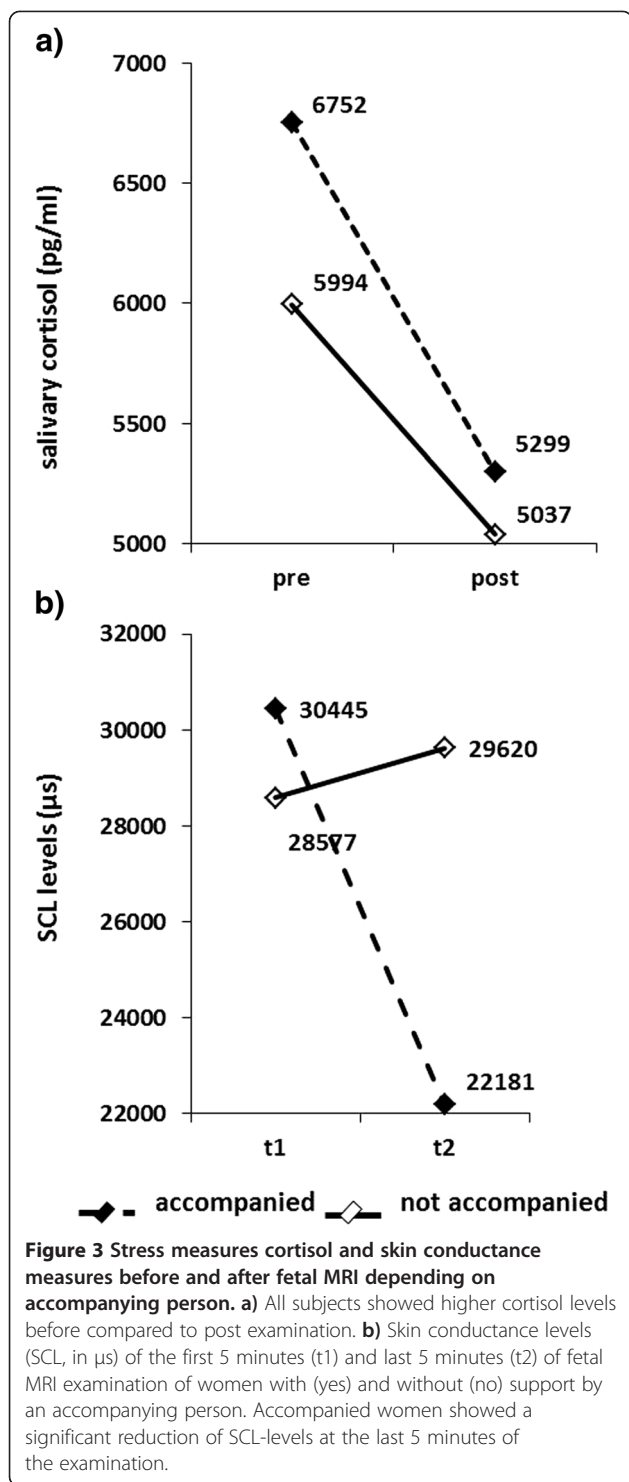 a)
7000
6752
6500
5994
6000
salivary cortisol (pg/ml)
5500
5299
5037
5000
pre post
b)
32000
30445
30000
29620
28577
28000
SCL levels (µs)
26000
24000
22181
22000
t1 t2
accompanied not accompanied
Figure 3 Stress measures cortisol and skin conductance
measures before and after fetal MRI depending on
accompanying person. a) All subjects showed higher cortisol levels
before compared to post examination. b) Skin conductance levels
(SCL, in µs) of the first 5 minutes (t1) and last 5 minutes (t2) of fetal
MRI examination of women with (yes) and without (no) support by
an accompanying person. Accompanied women showed a
significant reduction of SCL-levels at the last 5 minutes of
the examination.